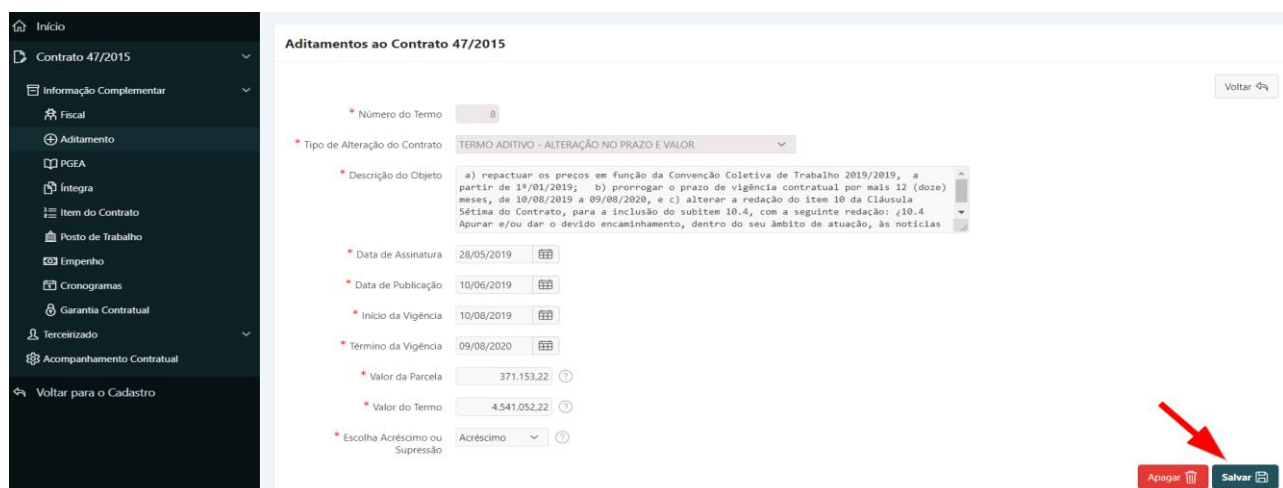 Início
Contrato 47/2015
Informação Complementar
Fiscal
Aditamento
PGEA
Íntegra
Item do Contrato
Posto de Trabalho
Empenho
Cronogramas
Garantia Contratual
Terceirizado
Acompanhamento Contratual
Voltar para o Cadastro
Aditamentos ao Contrato 47/2015
Voltar
* Número do Termo 8
* Tipo de Alteração do Contrato TERMO ADITIVO - ALTERAÇÃO NO PRAZO E VALOR
* Descrição do Objeto a) repactuar os preços em função da Convenção Coletiva de Trabalho 2019/2019, a
partir de 1º/01/2019; b) prorrogar o prazo de vigência contratual por mais 12 (doze)
meses, de 10/08/2019 a 09/08/2020, e c) alterar a redação do item 10 da Cláusula
Sétima do Contrato, para a inclusão do subitem 10.4, com a seguinte redação: ¿10.4
Apurar e/ou dar o devido encaminhamento, dentro do seu âmbito de atuação, às notícias
* Data de Assinatura 28/05/2019
* Data de Publicação 10/06/2019
* Início da Vigência 10/08/2019
* Término da Vigência 09/08/2020
* Valor da Parcela 371.153,22 ?
* Valor do Termo 4.541.052,22 ?
* Escolha Acréscimo ou Acréscimo ?
Supressão
Apagar Salvar